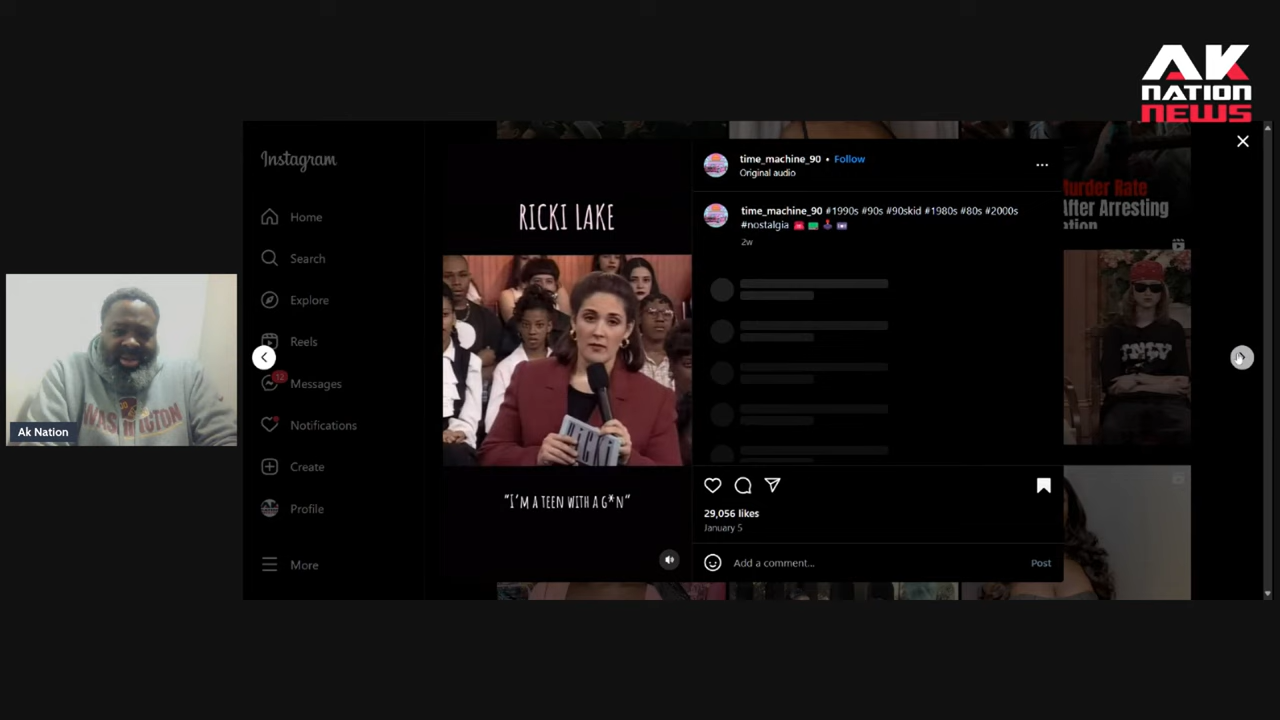 AK
NATION
NEWS
Instagram
Home
Search
Explore
Reels
12
Messages
Notifications
Create
Profile
More
WASHINGTON
Ak Nation
RICKI LAKE
RICKI
"I'M A TEEN WITH A G*N"
time_machine_90 • Follow
Original audio
time_machine_90 #1990s #90s #90skid #1980s #80s #2000s
#nostalgia
2w
29,056 likes
January 5
Add a comment...
Post
Murder Rate
After Arresting